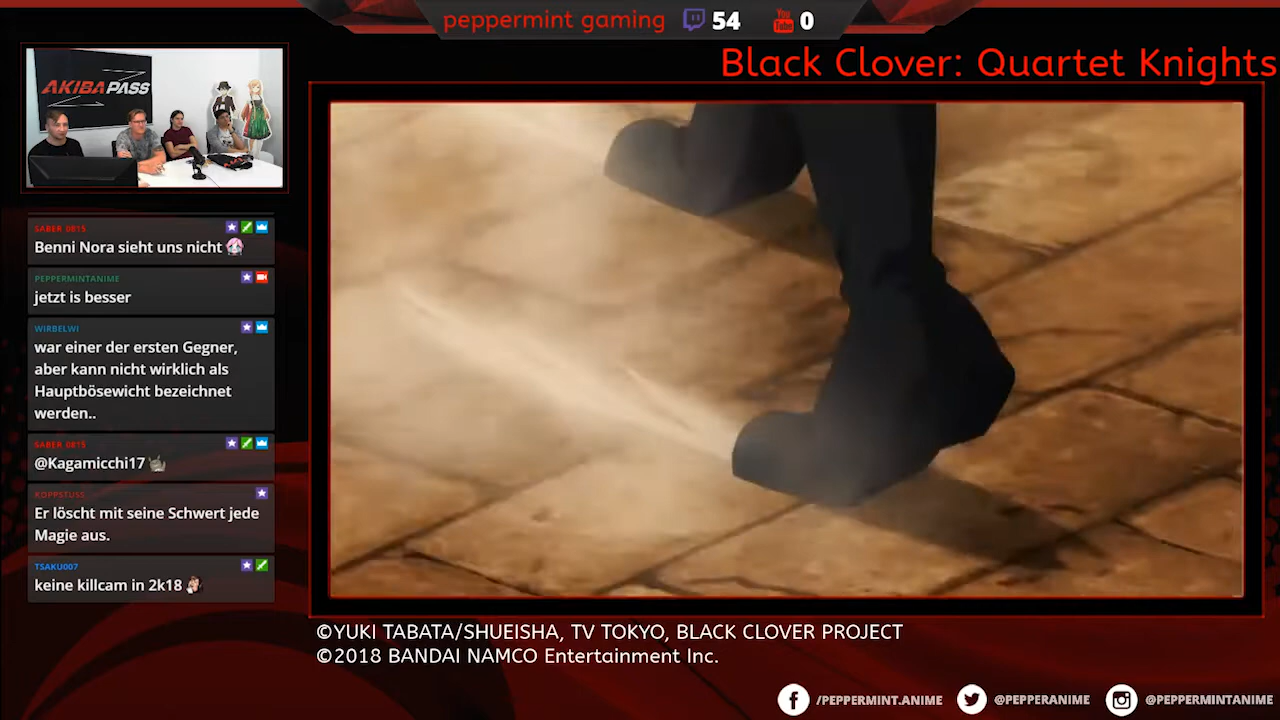 peppermint gaming 54 You Tube 0
Black Clover: Quartet Knights
AKIBAPASS
SABER 0815
Benni Nora sieht uns nicht
PEPPERMINTANIME
jetzt is besser
WIRBELWI
war einer der ersten Gegner,
aber kann nicht wirklich als
Hauptbösewicht bezeichnet
werden..
SABER 0815
@Kagamicchi17
KOPPSTUSS
Er löscht mit seine Schwert jede
Magie aus.
TSAKU007
keine killcam in 2k18
©YUKI TABATA/SHUEISHA, TV TOKYO, BLACK CLOVER PROJECT
©2018 BANDAI NAMCO Entertainment Inc.
/PEPPERMINT.ANIME @PEPPERANIME @PEPPERMINTANIME